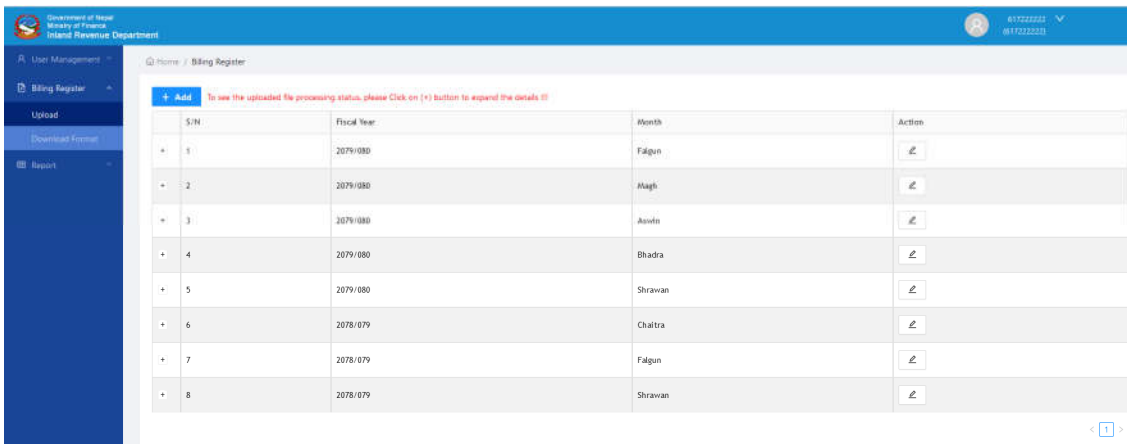 Government of Nepal
Ministry of Finance
Inland Revenue Department
617222222
(617222222)
User Management
Home / Billing Register
Billing Register
+ Add To see the uploaded file processing status, please Click on (+) button to expand the details !!!
Upload
S/N Fiscal Year Month Action
Download Format
+ 1 2079/080 Falgun
Report
+ 2 2079/080 Magh
+ 3 2079/080 Aswin
+ 4 2079/080 Bhadra
+ 5 2079/080 Shrawan
+ 6 2078/079 Chaitra
+ 7 2078/079 Falgun
+ 8 2078/079 Shrawan
< 1 >